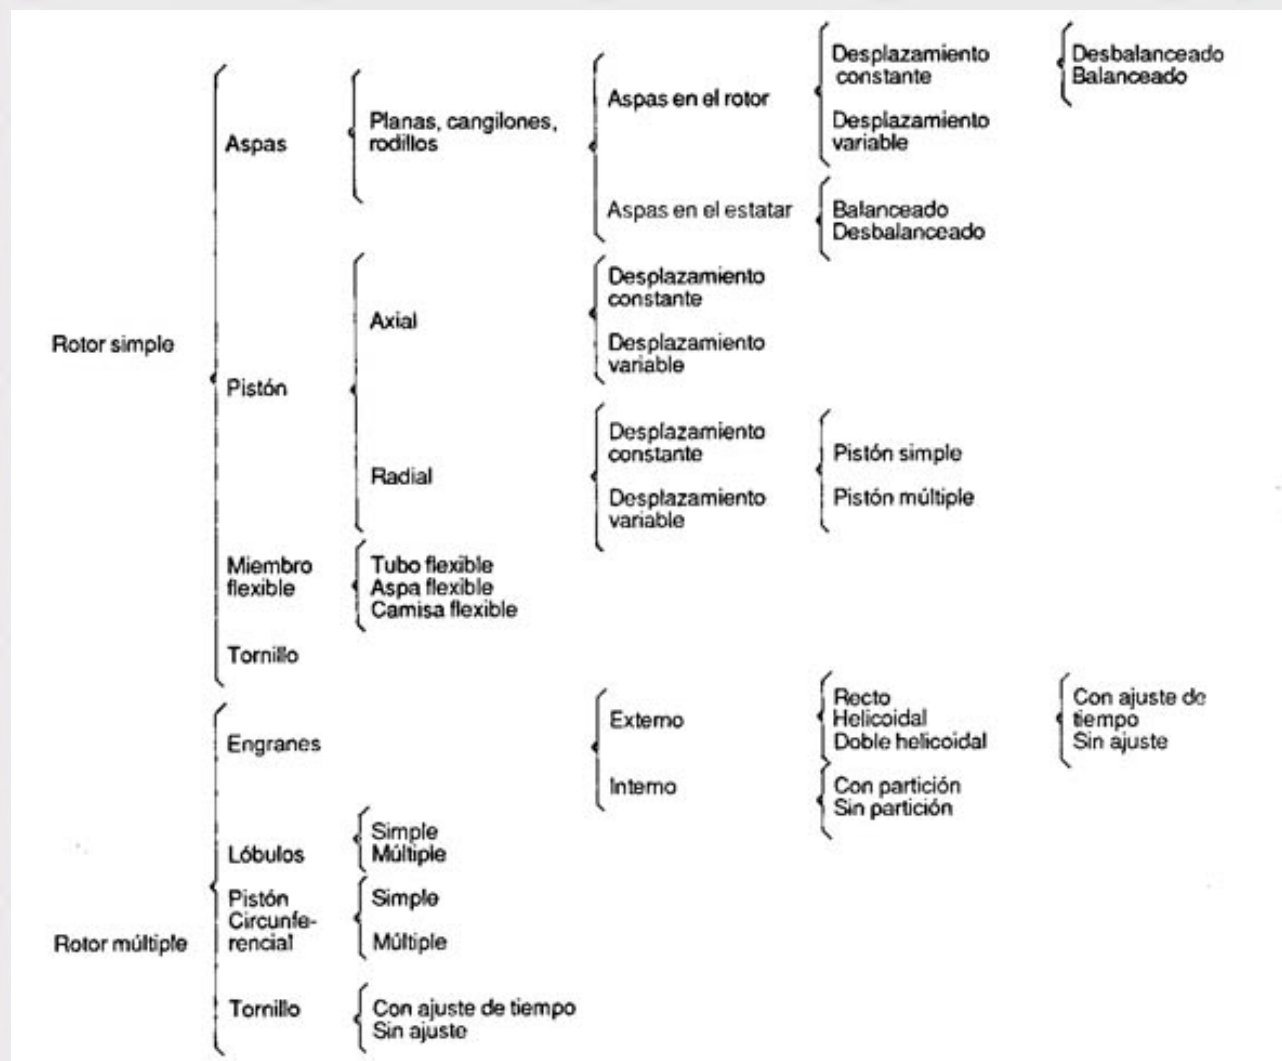 Rotor simple
Aspas
Planas, cangilones,
rodillos
Aspas en el rotor
Desplazamiento
constante
Desbalanceado
Balanceado
Desplazamiento
variable
Aspas en el estatar
Balanceado
Desbalanceado
Pistón
Axial
Desplazamiento
constante
Desplazamiento
variable
Radial
Desplazamiento
constante
Desplazamiento
variable
Pistón simple
Pistón múltiple
Miembro
flexible
Tubo flexible
Aspa flexible
Camisa flexible
Tornillo
Rotor múltiple
Engranes
Externo
Recto
Helicoidal
Doble helicoidal
Con ajuste de
tiempo
Sin ajuste
Interno
Con partición
Sin partición
Lóbulos
Simple
Múltiple
Pistón
Circunfe-
rencial
Simple
Múltiple
Tornillo
Con ajuste de tiempo
Sin ajuste